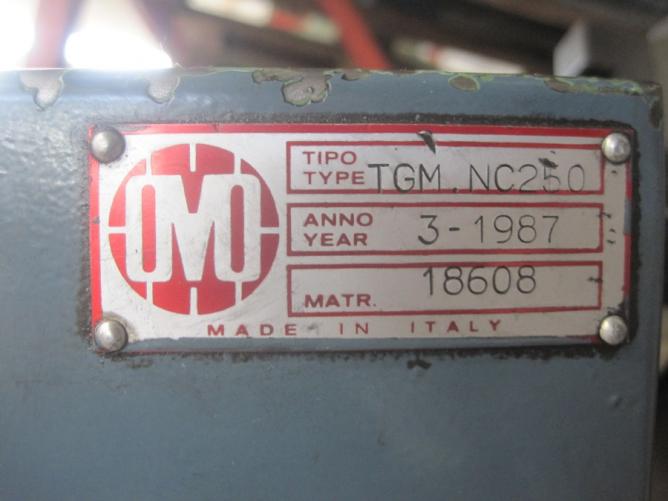 OMO
TIPO
TYPE TGM.NC250
ANNO
YEAR 3-1987
MATR. 18608
MADE IN ITALY